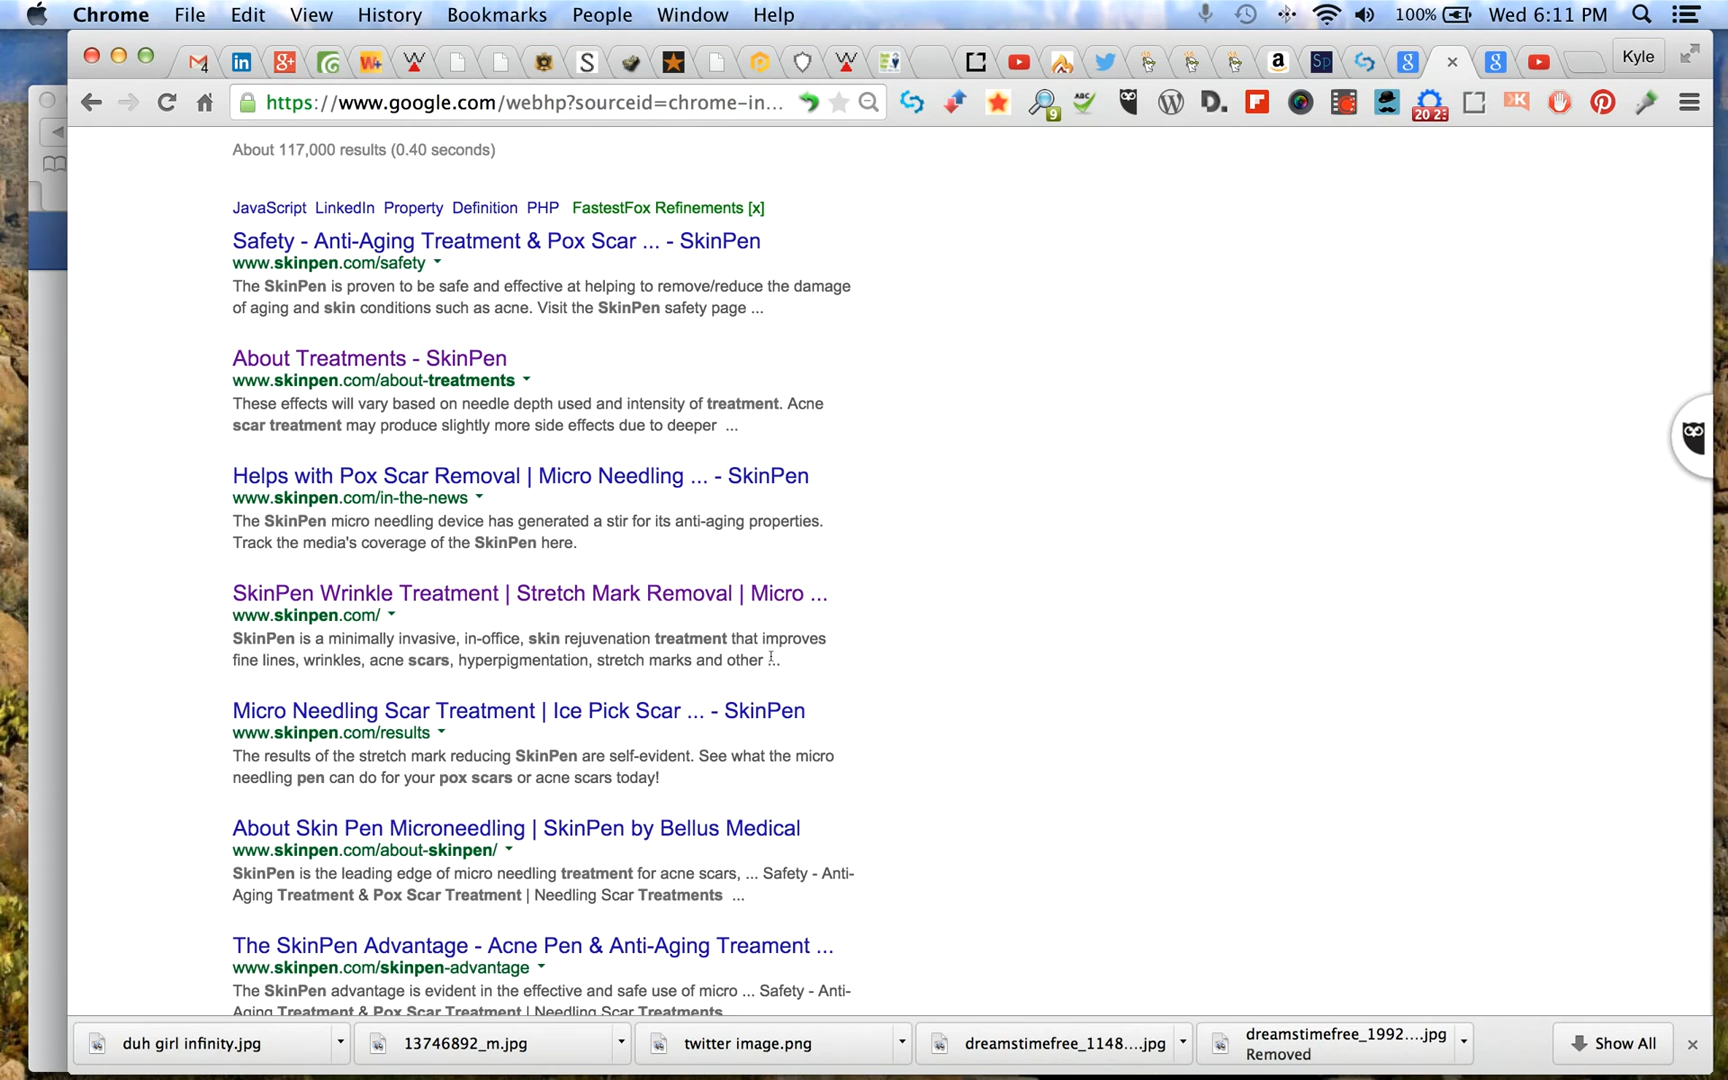 Chrome File Edit View History Bookmarks People Window Help 100% Wed 6:11 PM
4 in g+ W+ S a Sp g g Kyle
https://www.google.com/webhp?sourceid=chrome-in... 9 ABC D. 20 2 K
About 117,000 results (0.40 seconds)
JavaScript LinkedIn Property Definition PHP FastestFox Refinements [x]
Safety - Anti-Aging Treatment & Pox Scar ... - SkinPen
www.skinpen.com/safety
The SkinPen is proven to be safe and effective at helping to remove/reduce the damage
of aging and skin conditions such as acne. Visit the SkinPen safety page ...
About Treatments - SkinPen
www.skinpen.com/about-treatments
These effects will vary based on needle depth used and intensity of treatment. Acne
scar treatment may produce slightly more side effects due to deeper ...
Helps with Pox Scar Removal | Micro Needling ... - SkinPen
www.skinpen.com/in-the-news
The SkinPen micro needling device has generated a stir for its anti-aging properties.
Track the media's coverage of the SkinPen here.
SkinPen Wrinkle Treatment | Stretch Mark Removal | Micro ...
www.skinpen.com/
SkinPen is a minimally invasive, in-office, skin rejuvenation treatment that improves
fine lines, wrinkles, acne scars, hyperpigmentation, stretch marks and other ...
Micro Needling Scar Treatment | Ice Pick Scar ... - SkinPen
www.skinpen.com/results
The results of the stretch mark reducing SkinPen are self-evident. See what the micro
needling pen can do for your pox scars or acne scars today!
About Skin Pen Microneedling | SkinPen by Bellus Medical
www.skinpen.com/about-skinpen/
SkinPen is the leading edge of micro needling treatment for acne scars, ... Safety - Anti-
Aging Treatment & Pox Scar Treatment | Needling Scar Treatments ...
The SkinPen Advantage - Acne Pen & Anti-Aging Treament ...
www.skinpen.com/skinpen-advantage
The SkinPen advantage is evident in the effective and safe use of micro ... Safety - Anti-
Aging Treatment & Pox Scar Treatment | Needling Scar Treatments
duh girl infinity.jpg 13746892_m.jpg twitter image.png dreamstimefree_1148....jpg dreamstimefree_1992....jpg Show All
Removed